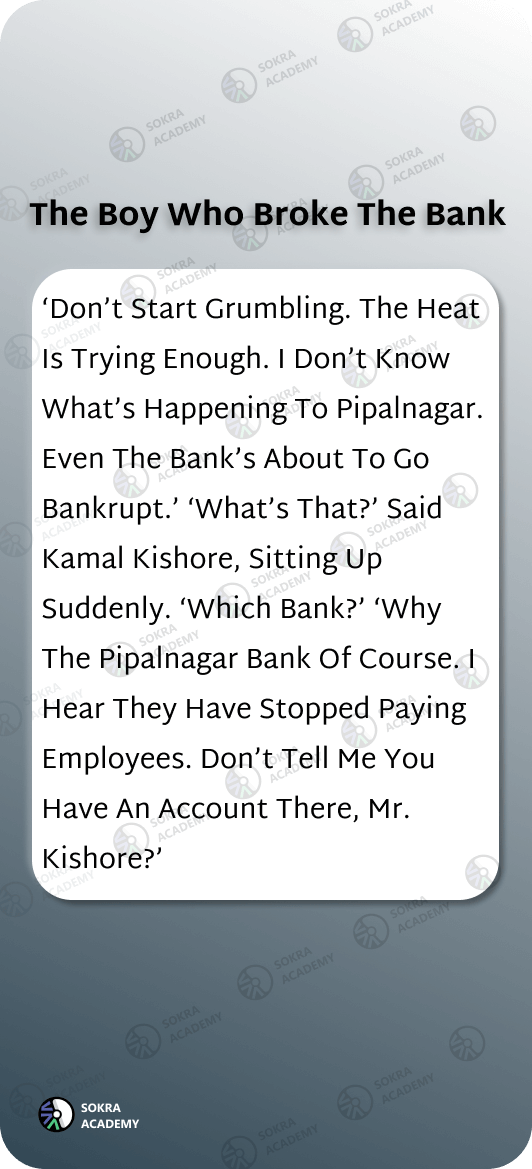 The Boy Who Broke The Bank
‘Don’t Start Grumbling. The Heat
Is Trying Enough. I Don’t Know
What’s Happening To Pipalnagar.
Even The Bank’s About To Go
Bankrupt.’ ‘What’s That?’ Said
Kamal Kishore, Sitting Up
Suddenly. ‘Which Bank?’ ‘Why
The Pipalnagar Bank Of Course. I
Hear They Have Stopped Paying
Employees. Don’t Tell Me You
Have An Account There, Mr.
Kishore?’
SOKRA
ACADEMY